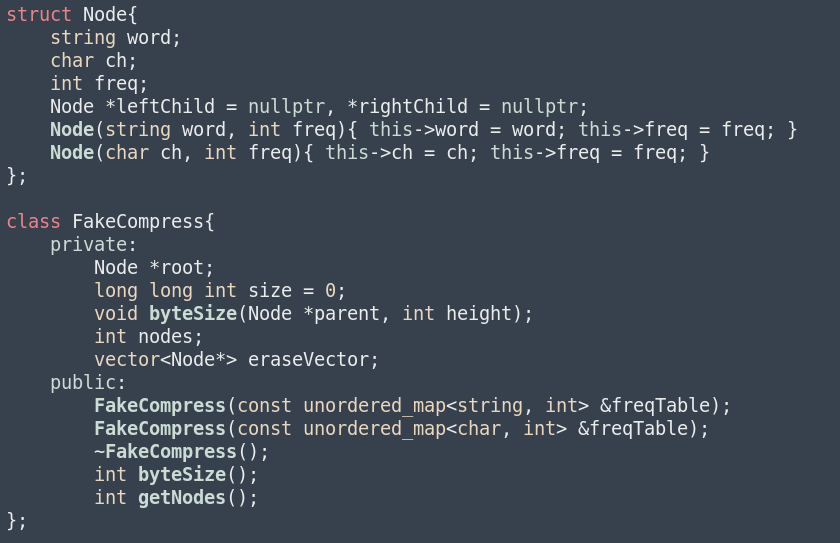 struct Node{
    string word;
    char ch;
    int freq;
    Node *leftChild = nullptr, *rightChild = nullptr;
    Node(string word, int freq){ this->word = word; this->freq = freq; }
    Node(char ch, int freq){ this->ch = ch; this->freq = freq; }
};

class FakeCompress{
    private:
        Node *root;
        long long int size = 0;
        void byteSize(Node *parent, int height);
        int nodes;
        vector<Node*> eraseVector;
    public:
        FakeCompress(const unordered_map<string, int> &freqTable);
        FakeCompress(const unordered_map<char, int> &freqTable);
        ~FakeCompress();
        int byteSize();
        int getNodes();
};